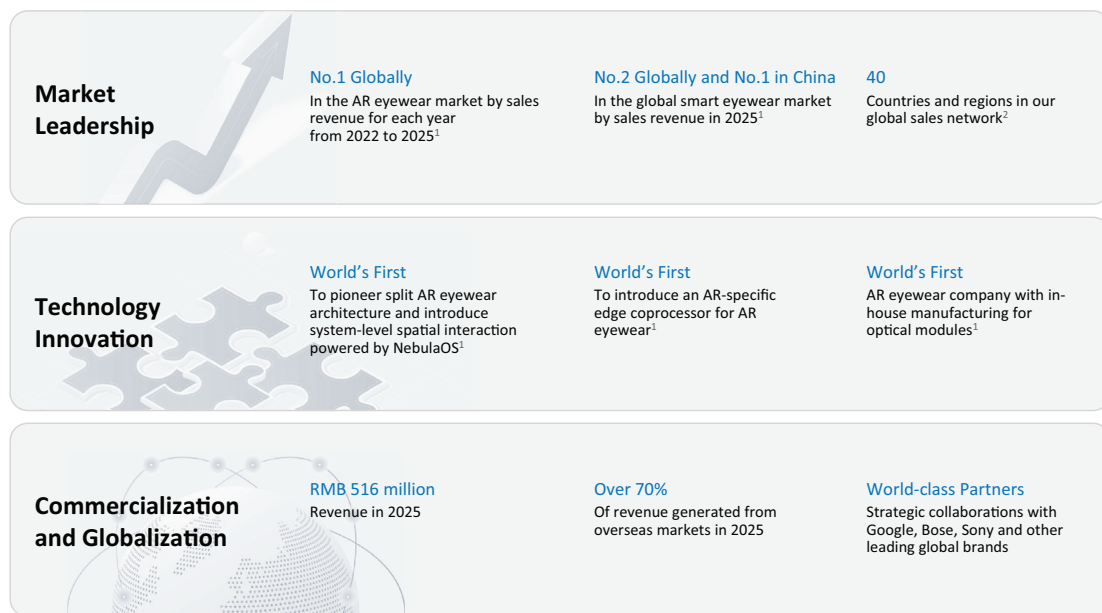 Market
Leadership
No.1 Globally
In the AR eyewear market by sales
revenue for each year
from 2022 to 2025¹
No.2 Globally and No.1 in China
In the global smart eyewear market
by sales revenue in 2025¹
40
Countries and regions in our
global sales network²
Technology
Innovation
World's First
To pioneer split AR eyewear
architecture and introduce
system-level spatial interaction
powered by NebulaOS¹
World's First
To introduce an AR-specific
edge coprocessor for AR
eyewear¹
World's First
AR eyewear company with in-
house manufacturing for
optical modules¹
Commercialization
and Globalization
RMB 516 million
Revenue in 2025
Over 70%
Of revenue generated from
overseas markets in 2025
World-class Partners
Strategic collaborations with
Google, Bose, Sony and other
leading global brands